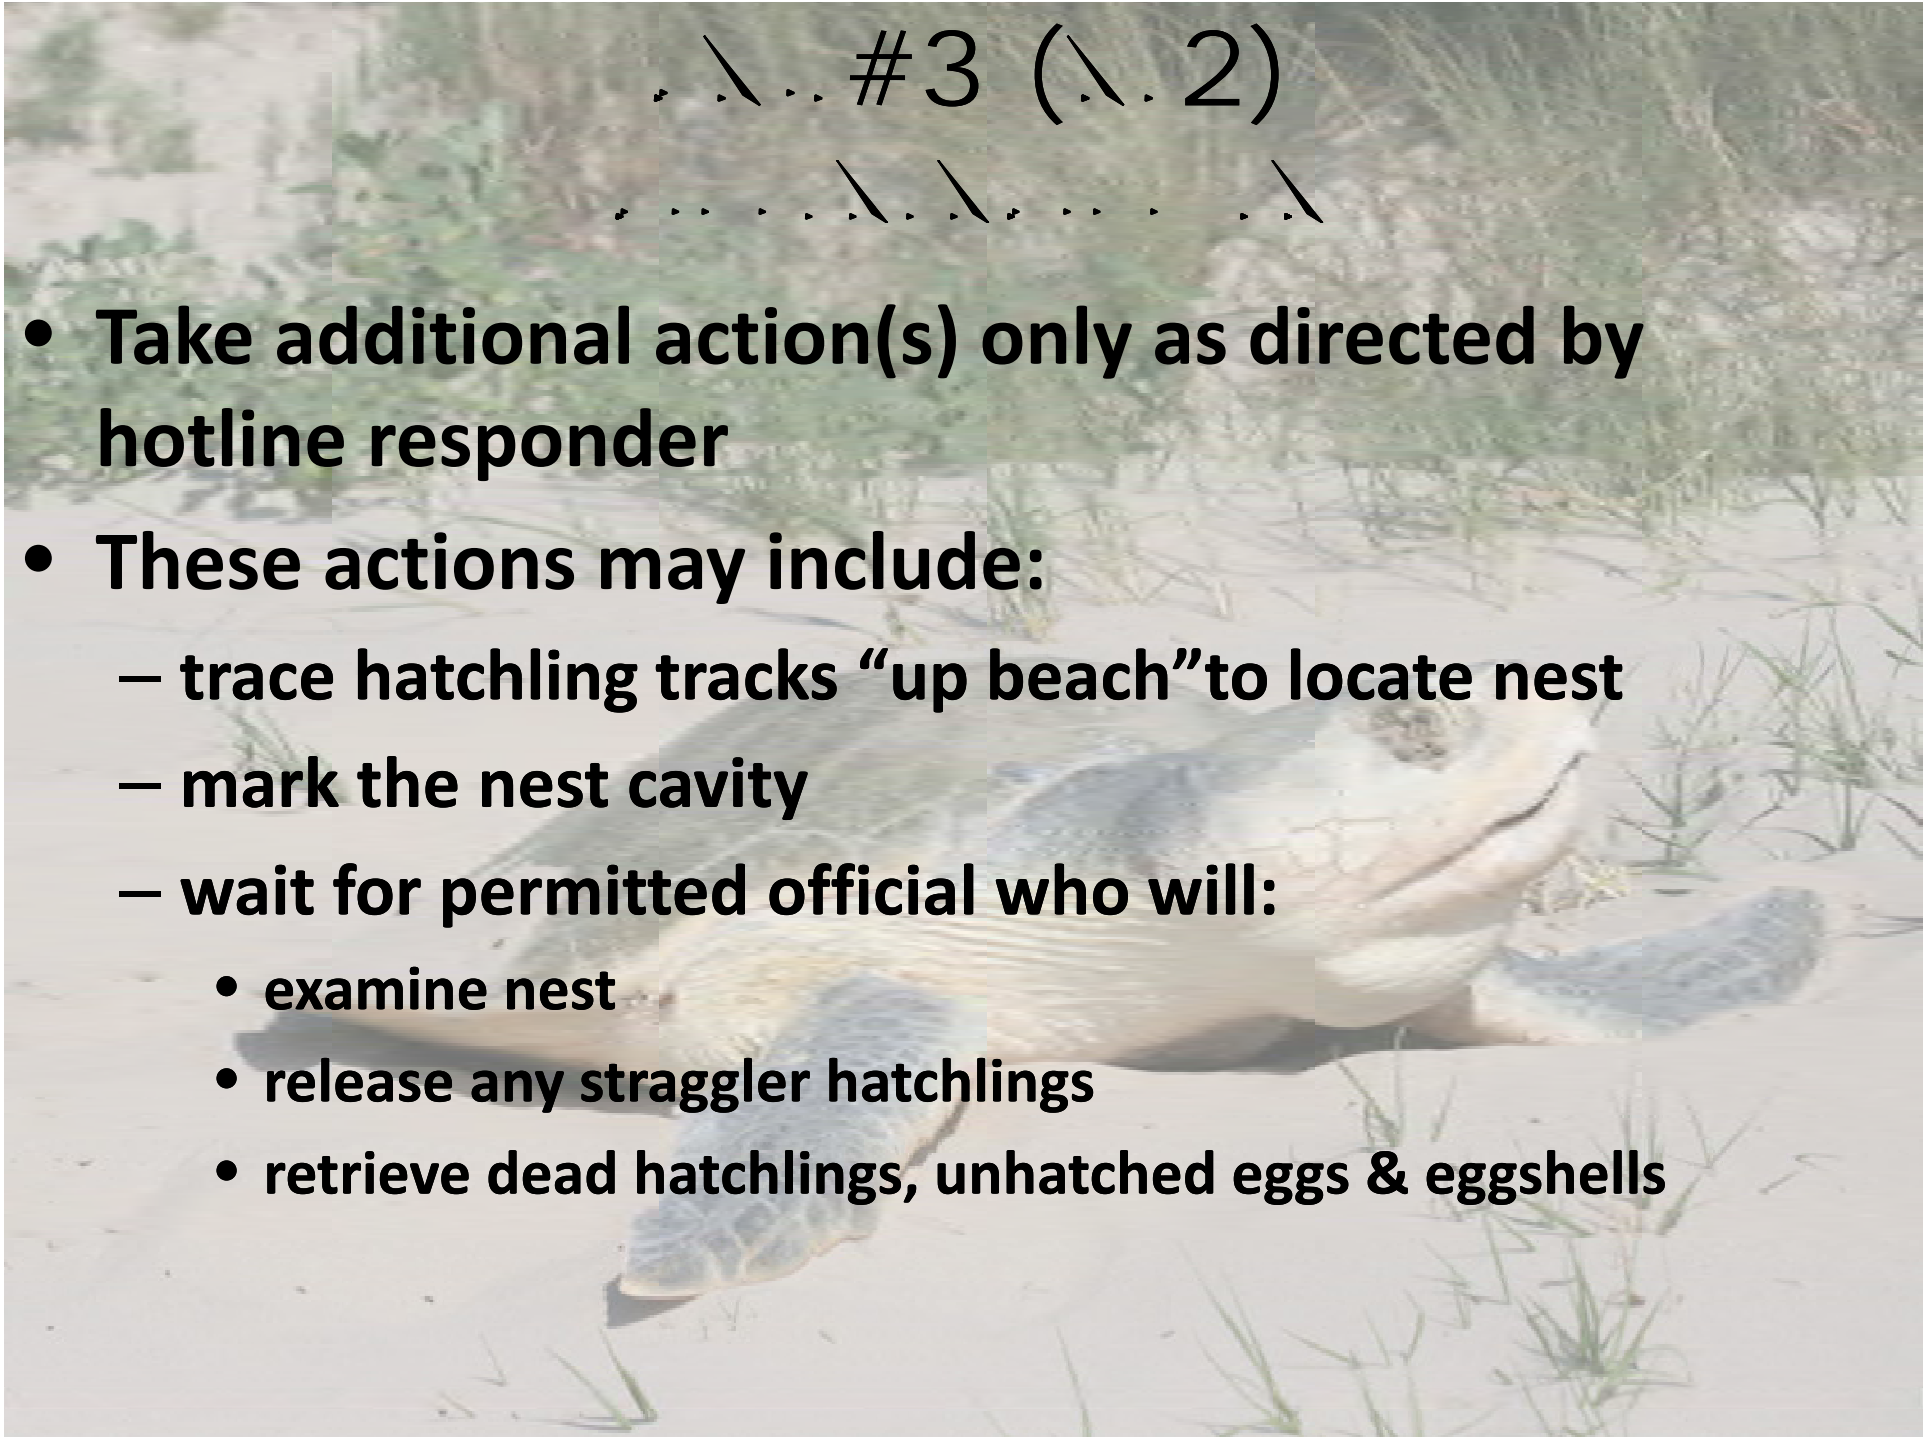 #3 ( 2)
• Take additional action(s) only as directed by
hotline responder
• These actions may include:
– trace hatchling tracks “up beach”to locate nest
– mark the nest cavity
– wait for permitted official who will:
• examine nest
• release any straggler hatchlings
• retrieve dead hatchlings, unhatched eggs & eggshells